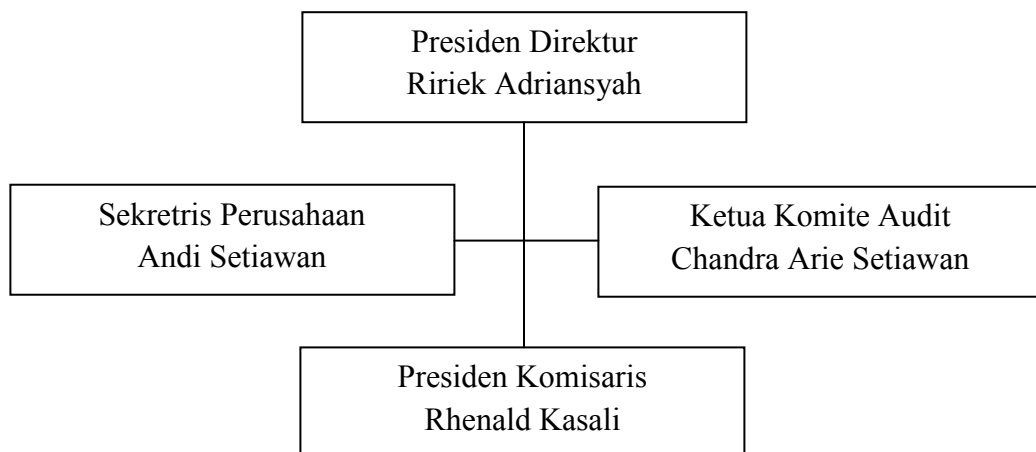 Presiden Direktur
Ririek Adriansyah
Sekretris Perusahaan
Andi Setiawan
Ketua Komite Audit
Chandra Arie Setiawan
Presiden Komisaris
Rhenald Kasali